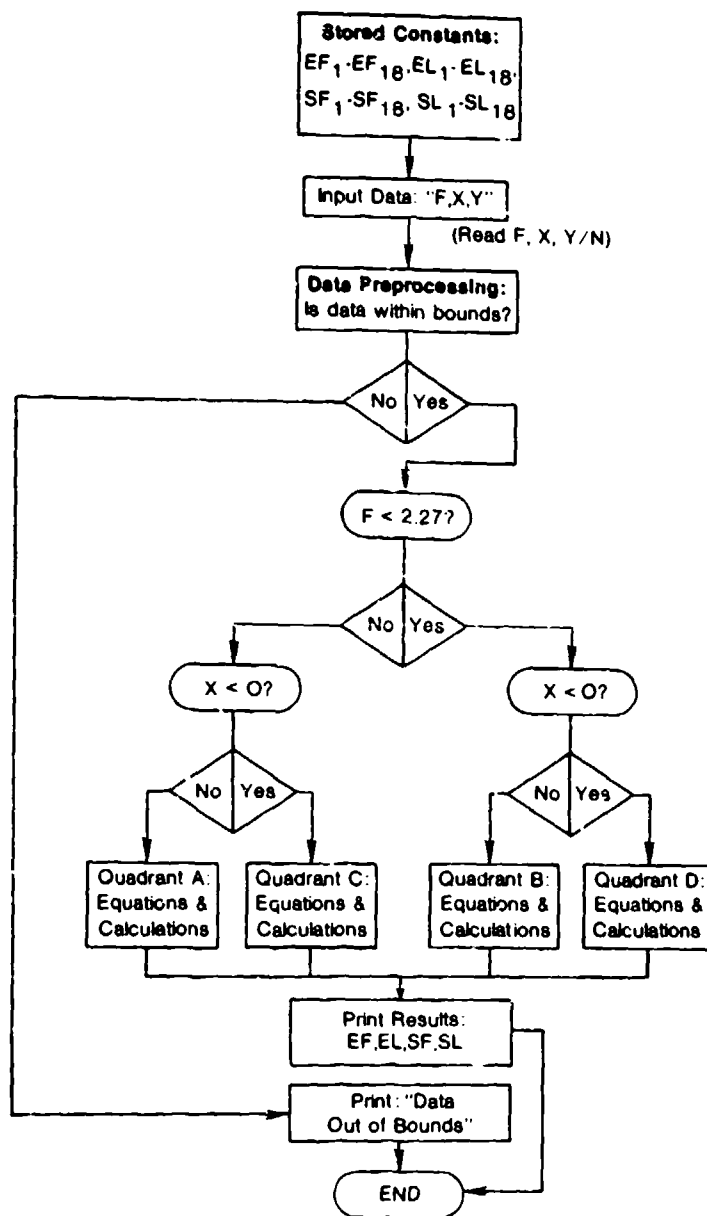 Stored Constants:
EF1-EF18, EL1-EL18,
SF1-SF18, SL1-SL18
Input Data: "F,X,Y"
(Read F, X, Y/N)
Data Preprocessing:
Is data within bounds?
No Yes
F < 2.27?
No Yes
X < O?
X < O?
No Yes
No Yes
Quadrant A:
Equations &
Calculations
Quadrant C:
Equations &
Calculations
Quadrant B:
Equations &
Calculations
Quadrant D:
Equations &
Calculations
Print Results:
EF,EL,SF,SL
Print: "Data
Out of Bounds"
END